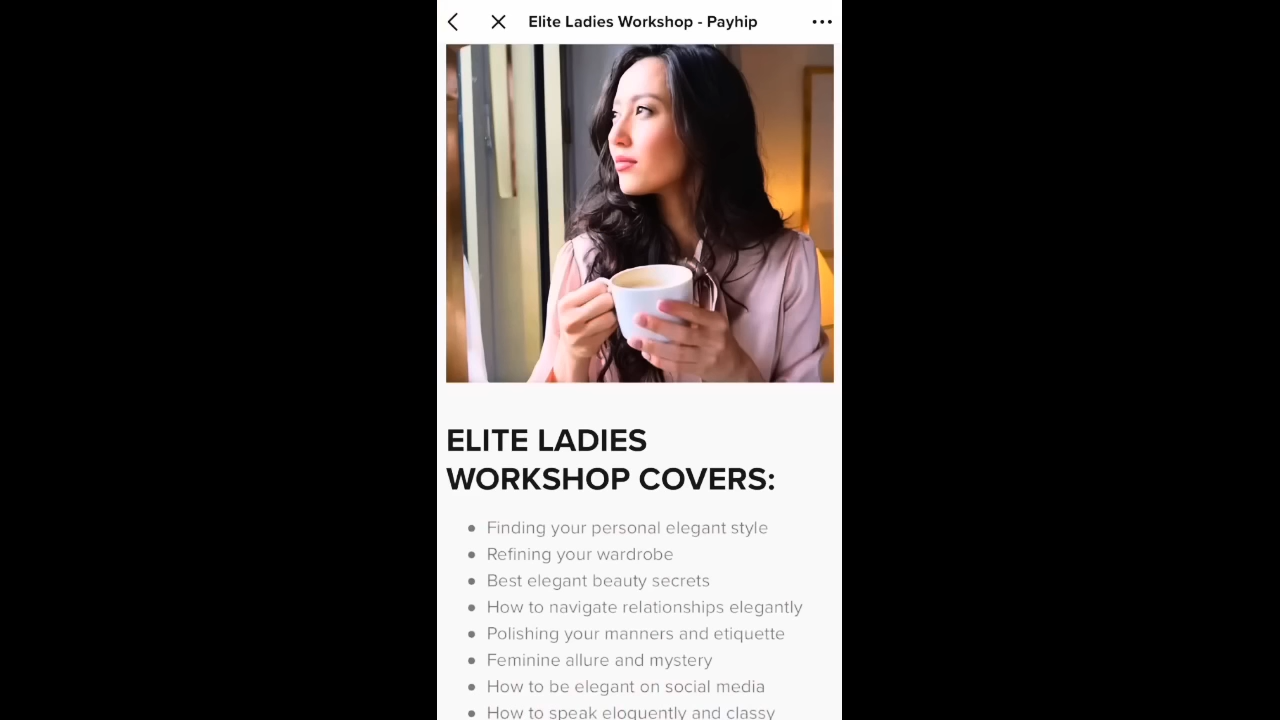 Elite Ladies Workshop - Payhip
ELITE LADIES
WORKSHOP COVERS:
Finding your personal elegant style
Refining your wardrobe
Best elegant beauty secrets
How to navigate relationships elegantly
Polishing your manners and etiquette
Feminine allure and mystery
How to be elegant on social media
How to speak eloquently and classy